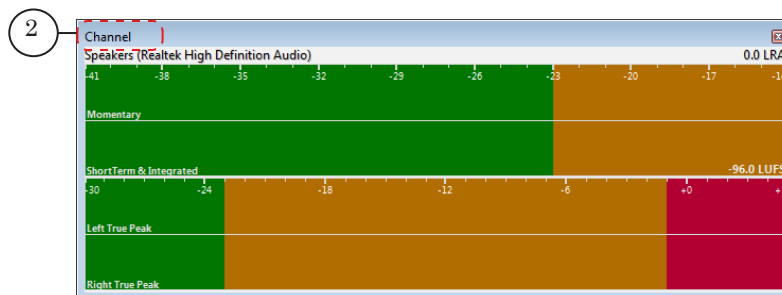 2
Channel
Speakers (Realtek High Definition Audio) 0.0 LRA
-41 -38 -35 -32 -29 -26 -23 -20 -17 -14
Momentary
ShortTerm & Integrated -96.0 LUFS
-30 -24 -18 -12 -6 +0 +
Left True Peak
Right True Peak